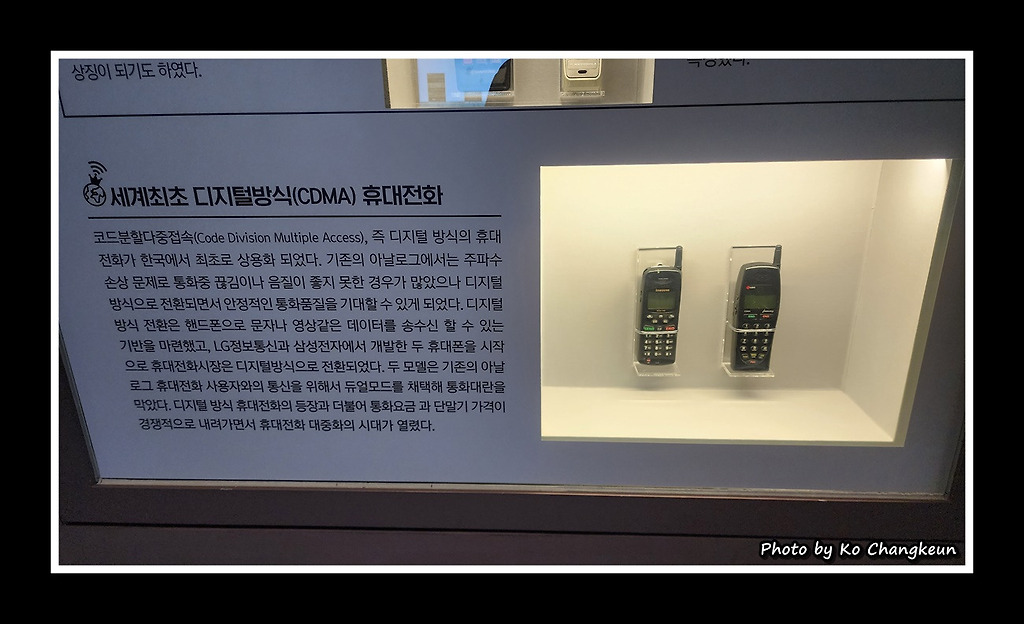 상징이 되기도 하였다.
세계최초 디지털방식(CDMA) 휴대전화
코드분할다중접속(Code Division Multiple Access), 즉 디지털 방식의 휴대
전화가 한국에서 최초로 상용화 되었다. 기존의 아날로그에서는 주파수
손상 문제로 통화중 끊김이나 음질이 좋지 못한 경우가 많았으나 디지털
방식으로 전환되면서 안정적인 통화품질을 기대할 수 있게 되었다. 디지털
방식 전환은 핸드폰으로 문자나 영상같은 데이터를 송수신 할 수 있는
기반을 마련했고, LG정보통신과 삼성전자에서 개발한 두 휴대폰을 시작
으로 휴대전화시장은 디지털방식으로 전환되었다. 두 모델은 기존의 아날
로그 휴대전화 사용자와의 통신을 위해서 듀얼모드를 채택해 통화대란을
막았다. 디지털 방식 휴대전화의 등장과 더불어 통화요금 과 단말기 가격이
경쟁적으로 내려가면서 휴대전화 대중화의 시대가 열렸다.
Photo by Ko Changkeun